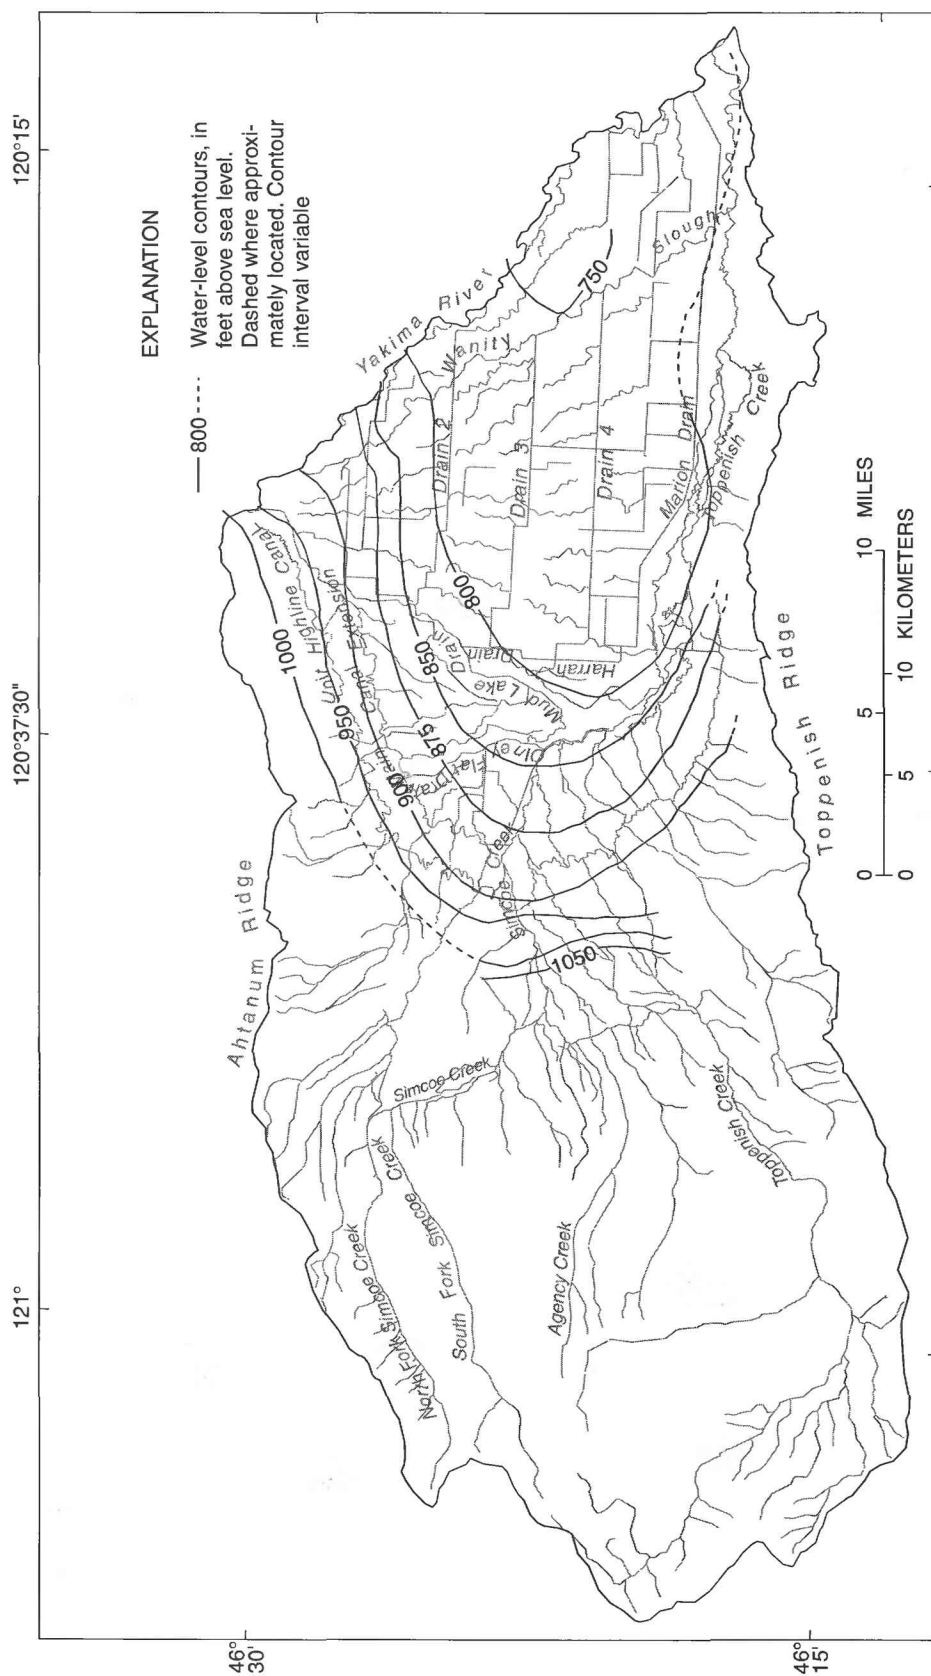 121°
120°37'30"
120°15'
46°
30'
46°
15'
EXPLANATION
800
Water-level contours, in
feet above sea level.
Dashed where approxi-
mately located. Contour
interval variable
Ahtanum Ridge
Yakima River
North Fork Simcoe Creek
South Fork Simcoe Creek
Simcoe Creek
Simcoe Creek
Agency Creek
Toppenish Creek
Toppenish Creek
Unit Highline Canal
Canal Extension
1000
950
900
875
850
800
750
1050
Flat Drain
Olney
Mud Lake Drain
Harrah Drain
Wanity
Slough
Drain 2
Drain 3
Drain 4
Marion Drain
Toppenish Ridge
0 5 10 MILES
0 5 10 KILOMETERS